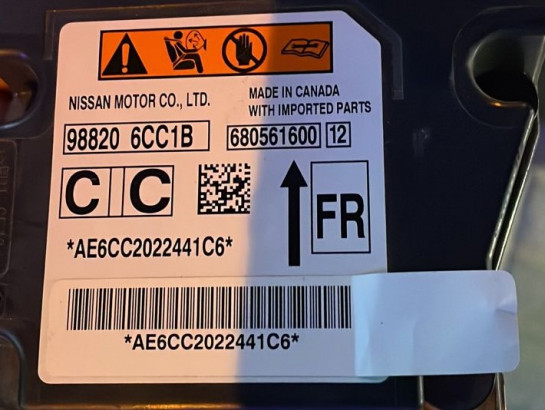 NISSAN MOTOR CO., LTD.
MADE IN CANADA
WITH IMPORTED PARTS
98820 6CC1B
680561600 12
C C
FR
*AE6CC2022441C6*
*AE6CC2022441C6*